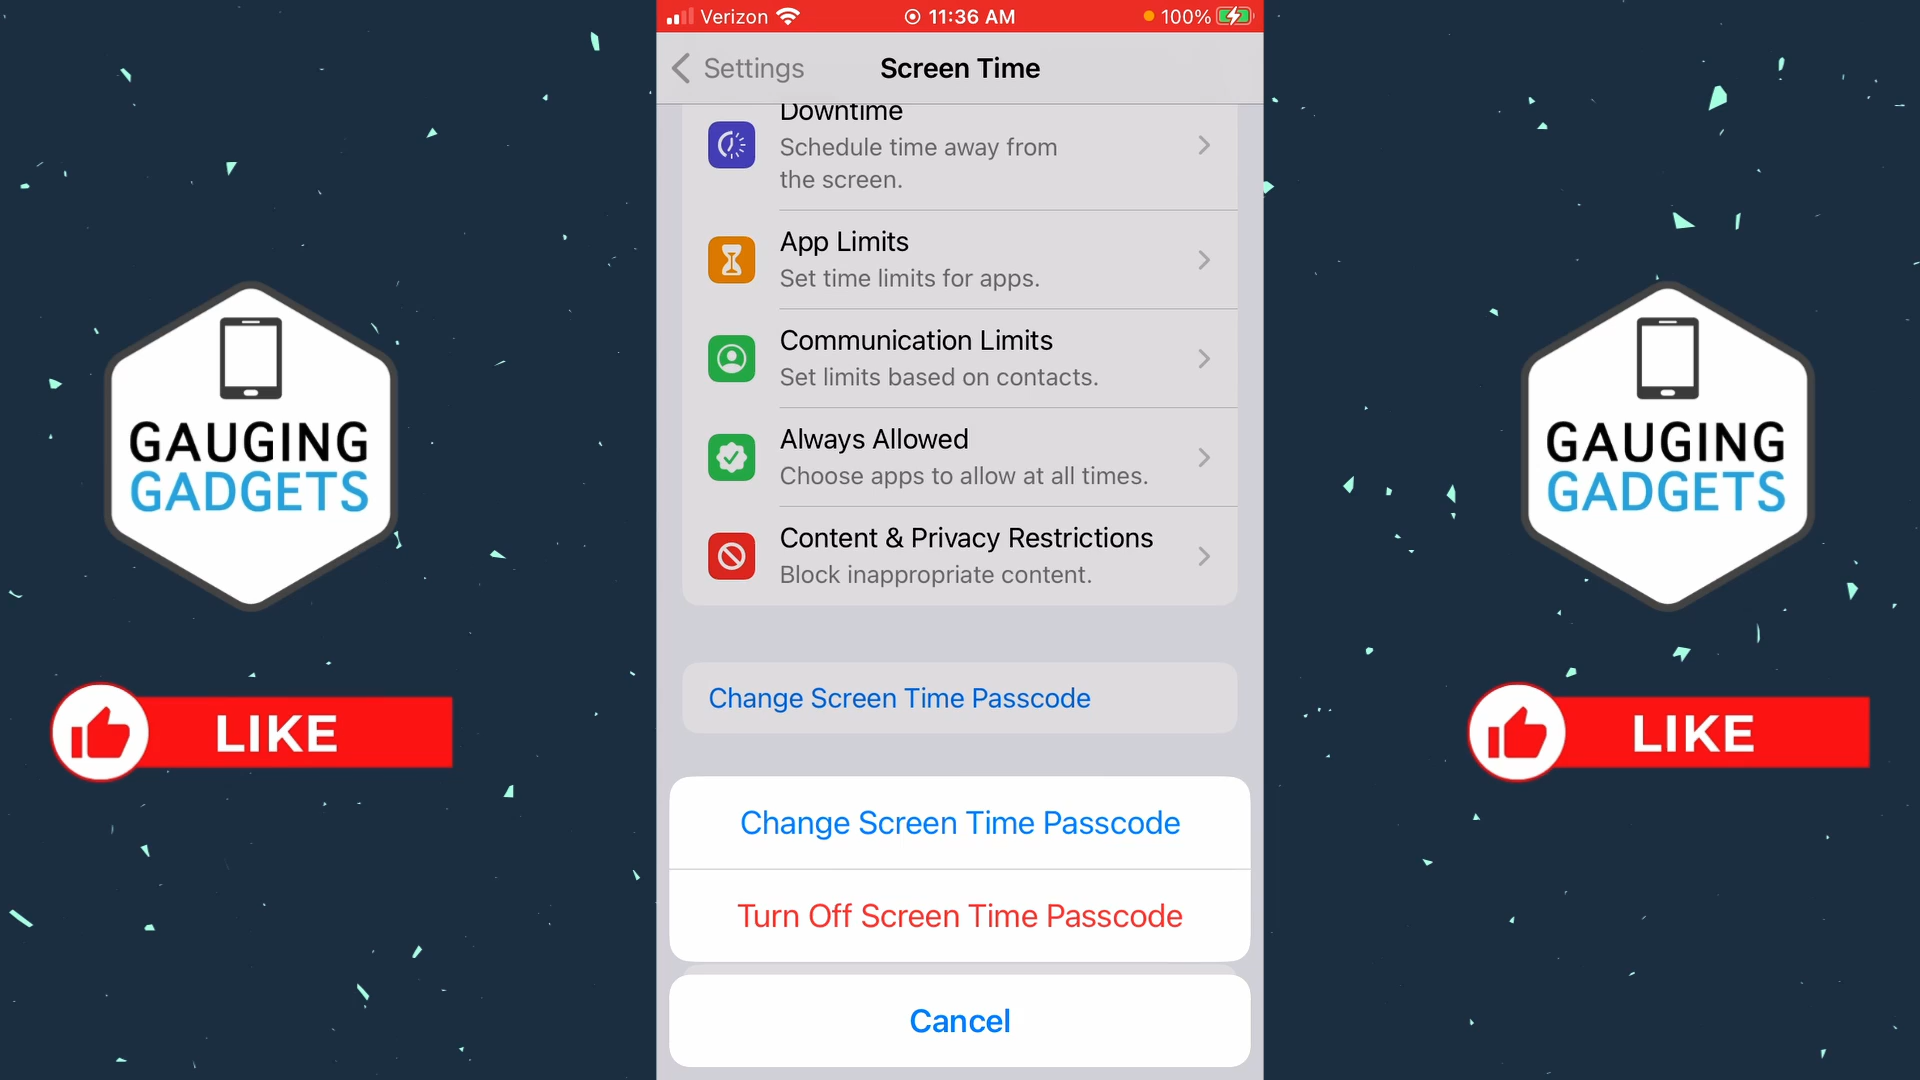 Verizon
11:36 AM
100%
Settings
Screen Time
Downtime
Schedule time away from
the screen.
App Limits
Set time limits for apps.
Communication Limits
Set limits based on contacts.
Always Allowed
Choose apps to allow at all times.
Content & Privacy Restrictions
Block inappropriate content.
Change Screen Time Passcode
Change Screen Time Passcode
Turn Off Screen Time Passcode
Cancel
GAUGING
GADGETS
LIKE
GAUGING
GADGETS
LIKE